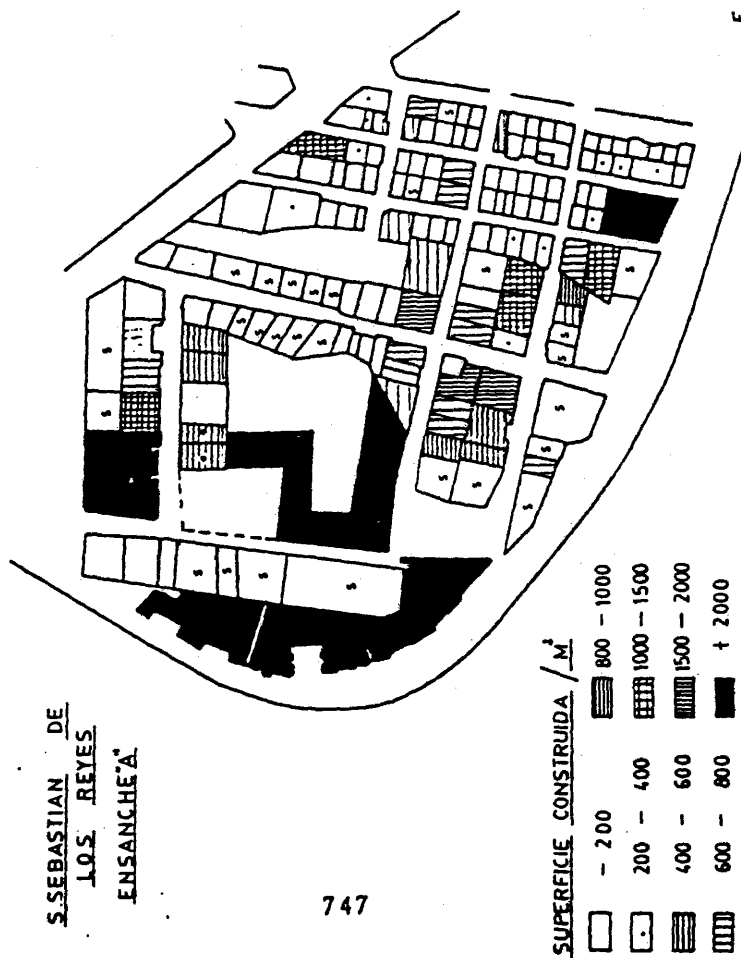 S.SEBASTIAN DE
LOS REYES
ENSANCHE "A"
SUPERFICIE CONSTRUIDA / M²
- 200
200 - 400
400 - 600
600 - 800
800 - 1000
1000 - 1500
1500 - 2000
+ 2000
747